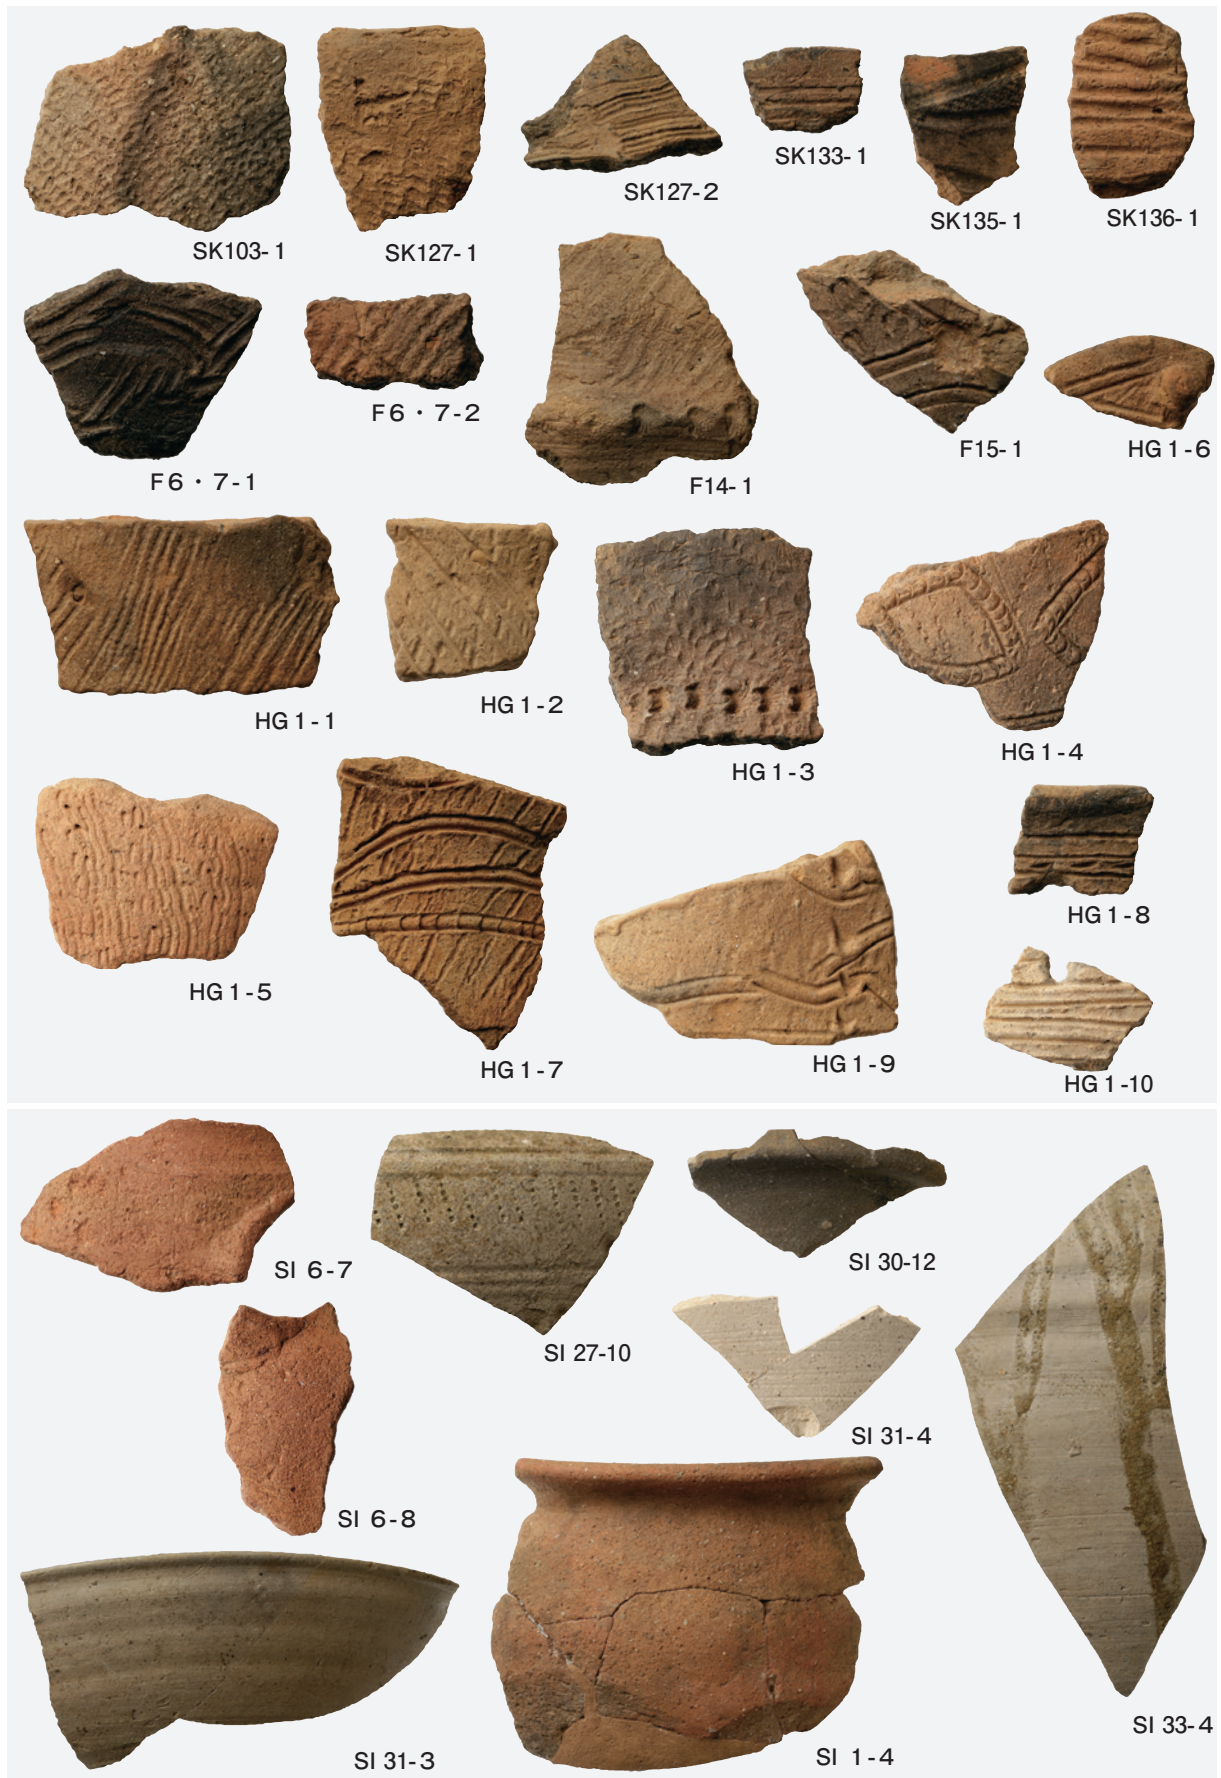 SK103-1
SK127-1
SK127-2
SK133-1
SK135-1
SK136-1
F6・7-1
F6・7-2
F14-1
F15-1
HG1-6
HG1-1
HG1-2
HG1-3
HG1-4
HG1-5
HG1-7
HG1-9
HG1-8
HG1-10
SI 6-7
SI 27-10
SI 30-12
SI 6-8
SI 31-4
SI 33-4
SI 31-3
SI 1-4